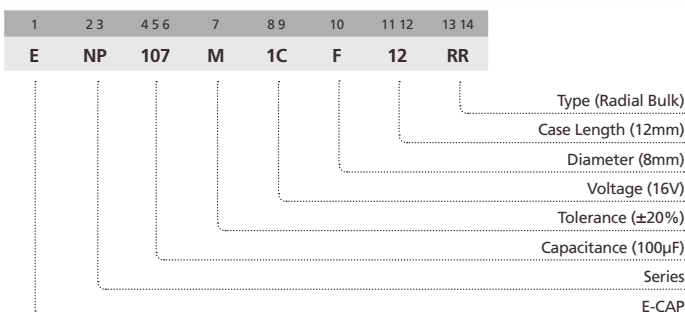 1 2 3 4 5 6 7 8 9 10 11 12 13 14
E NP 107 M 1C F 12 RR
Type (Radial Bulk)
Case Length (12mm)
Diameter (8mm)
Voltage (16V)
Tolerance (±20%)
Capacitance (100µF)
Series
E-CAP